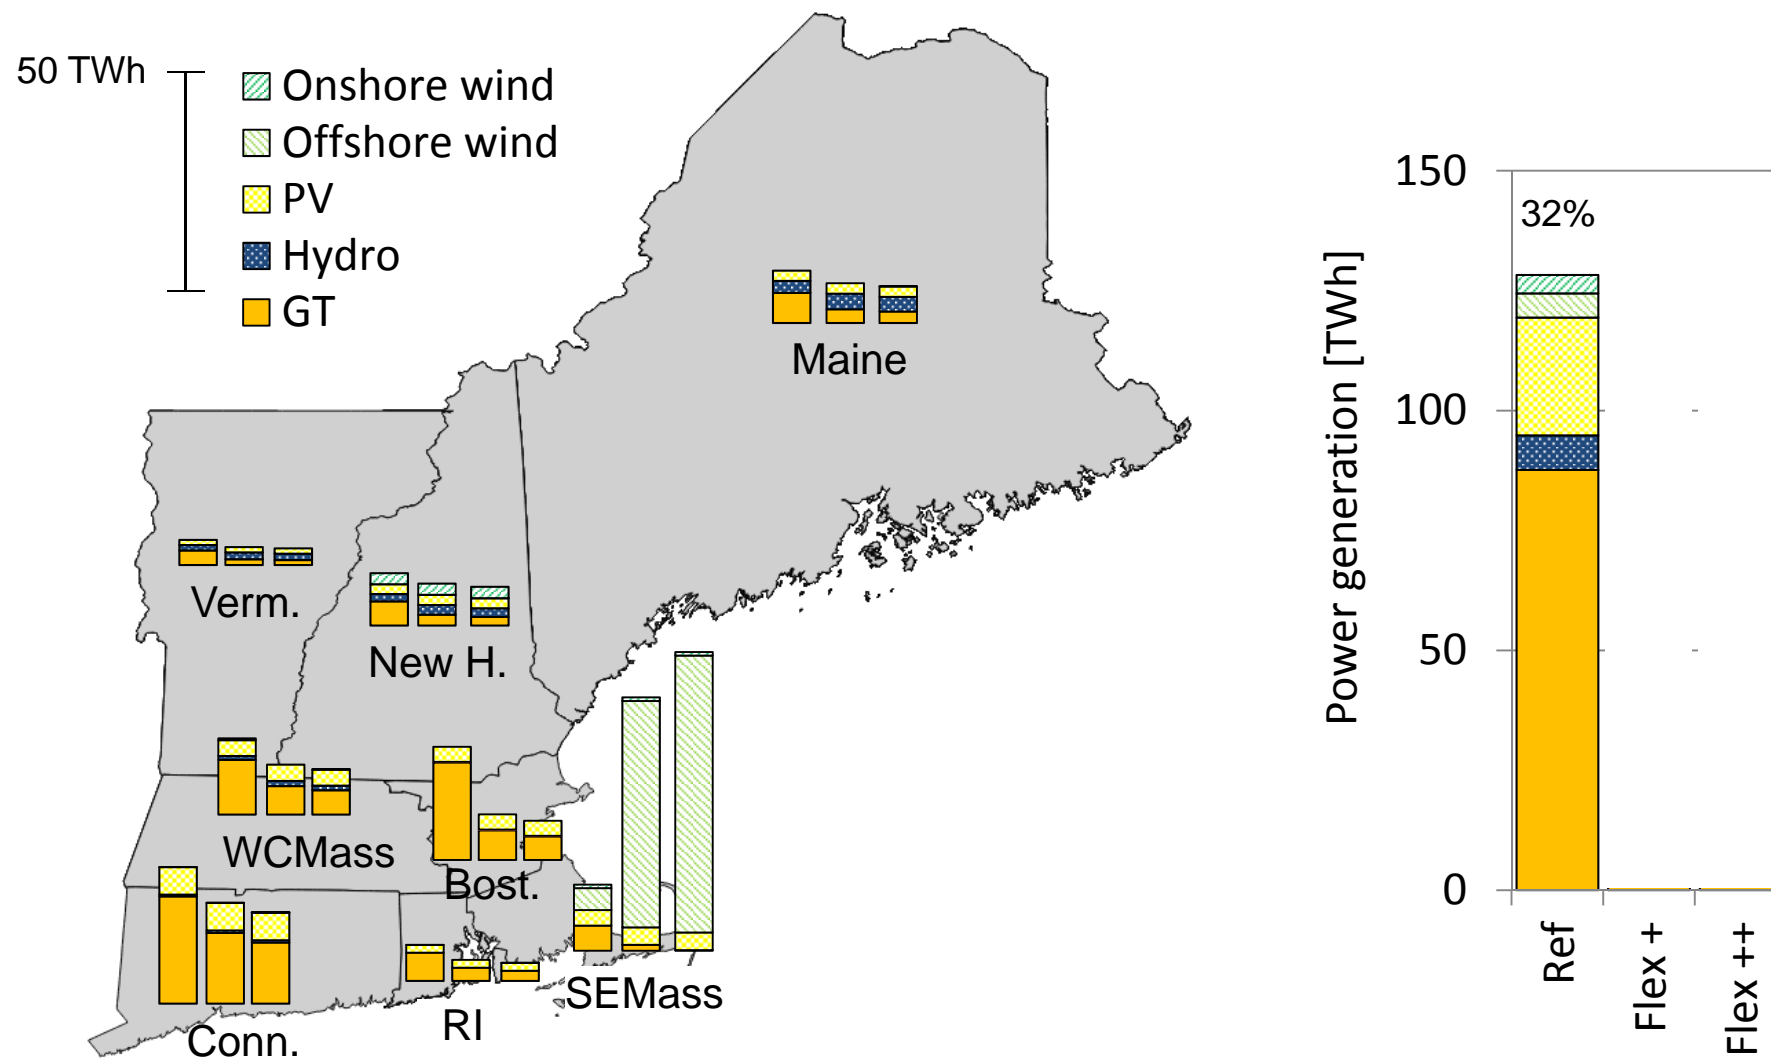 50 TWh
Onshore wind
Offshore wind
PV
Hydro
GT
Maine
Verm.
New H.
WCMass
Bost.
SEMass
RI
Conn.
Power generation [TWh]
150
100
50
0
32%
Ref
Flex +
Flex ++